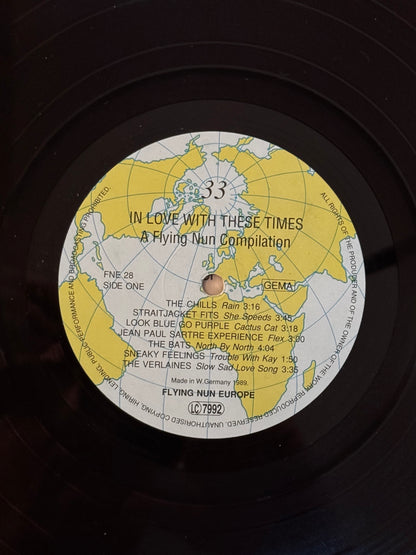 33
IN LOVE WITH THESE TIMES
A Flying Nun Compilation
FNE 28
SIDE ONE
GEMA
THE CHILLS Rain 3:16
STRAITJACKET FITS She Speeds 3:45
LOOK BLUE GO PURPLE Cactus Cat 3:18
JEAN PAUL SARTRE EXPERIENCE Flex 3:00
THE BATS North By North 4:04
SNEAKY FEELINGS Trouble With Kay 1:50
THE VERLAINES Slow Sad Love Song 3:35
Made in W.Germany 1989.
FLYING NUN EUROPE
LC 7992
ALL RIGHTS OF THE PRODUCER AND OF THE OWNER OF THE WORK REPRODUCED RESERVED. UNAUTHORISED COPYING, HIRING, LENDING, PUBLIC PERFORMANCE AND BROADCASTING PROHIBITED.